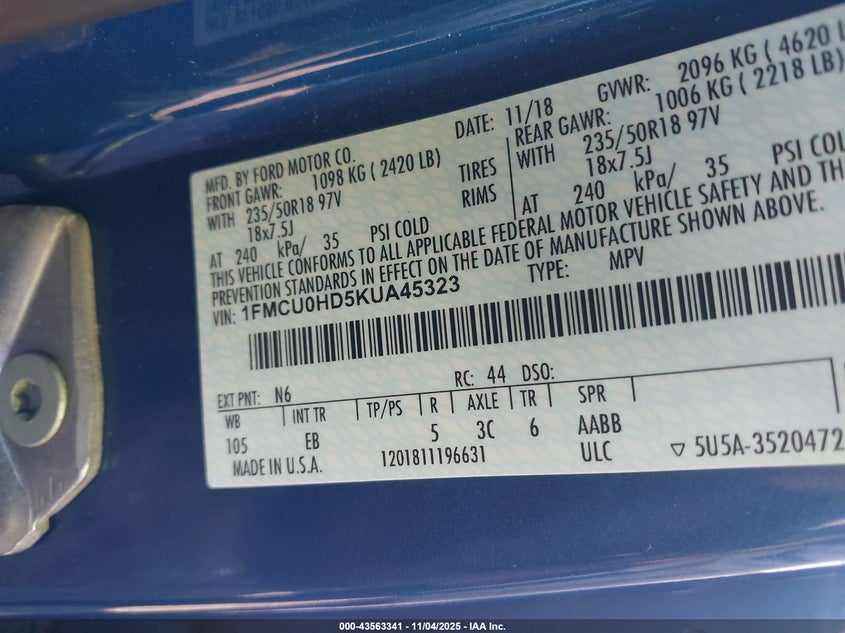 MFD. BY FORD MOTOR CO. DATE: 11/18 GVWR: 2096 KG ( 4620 L
FRONT GAWR: 1098 KG ( 2420 LB) REAR GAWR: 1006 KG ( 2218 LB)
WITH 235/50R18 97V TIRES WITH 235/50R18 97V
18x7.5J RIMS 18x7.5J
AT 240 kPa/ 35 PSI COLD AT 240 kPa/ 35 PSI COL
THIS VEHICLE CONFORMS TO ALL APPLICABLE FEDERAL MOTOR VEHICLE SAFETY AND TH
PREVENTION STANDARDS IN EFFECT ON THE DATE OF MANUFACTURE SHOWN ABOVE.
VIN: 1FMCU0HD5KUA45323 TYPE: MPV
EXT PNT: N6 RC: 44 DSO:
WB INT TR TP/PS R AXLE TR SPR
105 EB 5 3C 6 AABB
MADE IN U.S.A. 1201811196631 ULC ▽ 5U5A-3520472
000-43563341 | 11/04/2025 - IAA Inc.